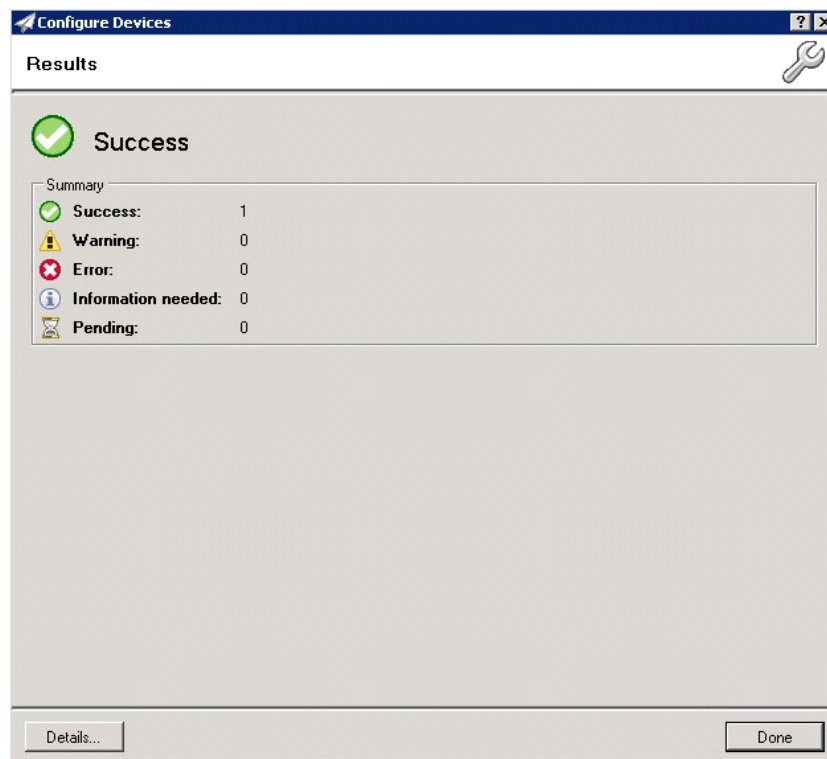 Configure Devices
Results
Success
Summary
Success: 1
Warning: 0
Error: 0
Information needed: 0
Pending: 0
Details... Done